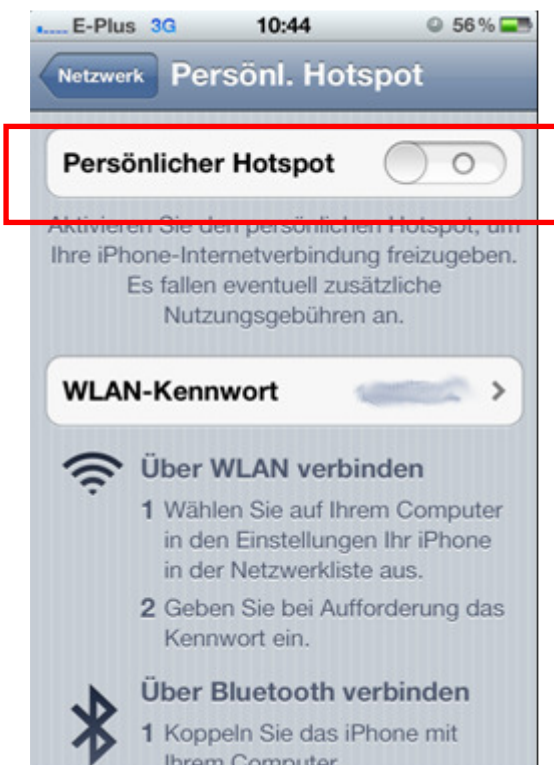 E-Plus 3G 10:44 56 %
Netzwerk Persönl. Hotspot
Persönlicher Hotspot
Aktivieren Sie den persönlichen Hotspot, um
Ihre iPhone-Internetverbindung freizugeben.
Es fallen eventuell zusätzliche
Nutzungsgebühren an.
WLAN-Kennwort
Über WLAN verbinden
1 Wählen Sie auf Ihrem Computer
in den Einstellungen Ihr iPhone
in der Netzwerkliste aus.
2 Geben Sie bei Aufforderung das
Kennwort ein.
Über Bluetooth verbinden
1 Koppeln Sie das iPhone mit
Ihrem Computer